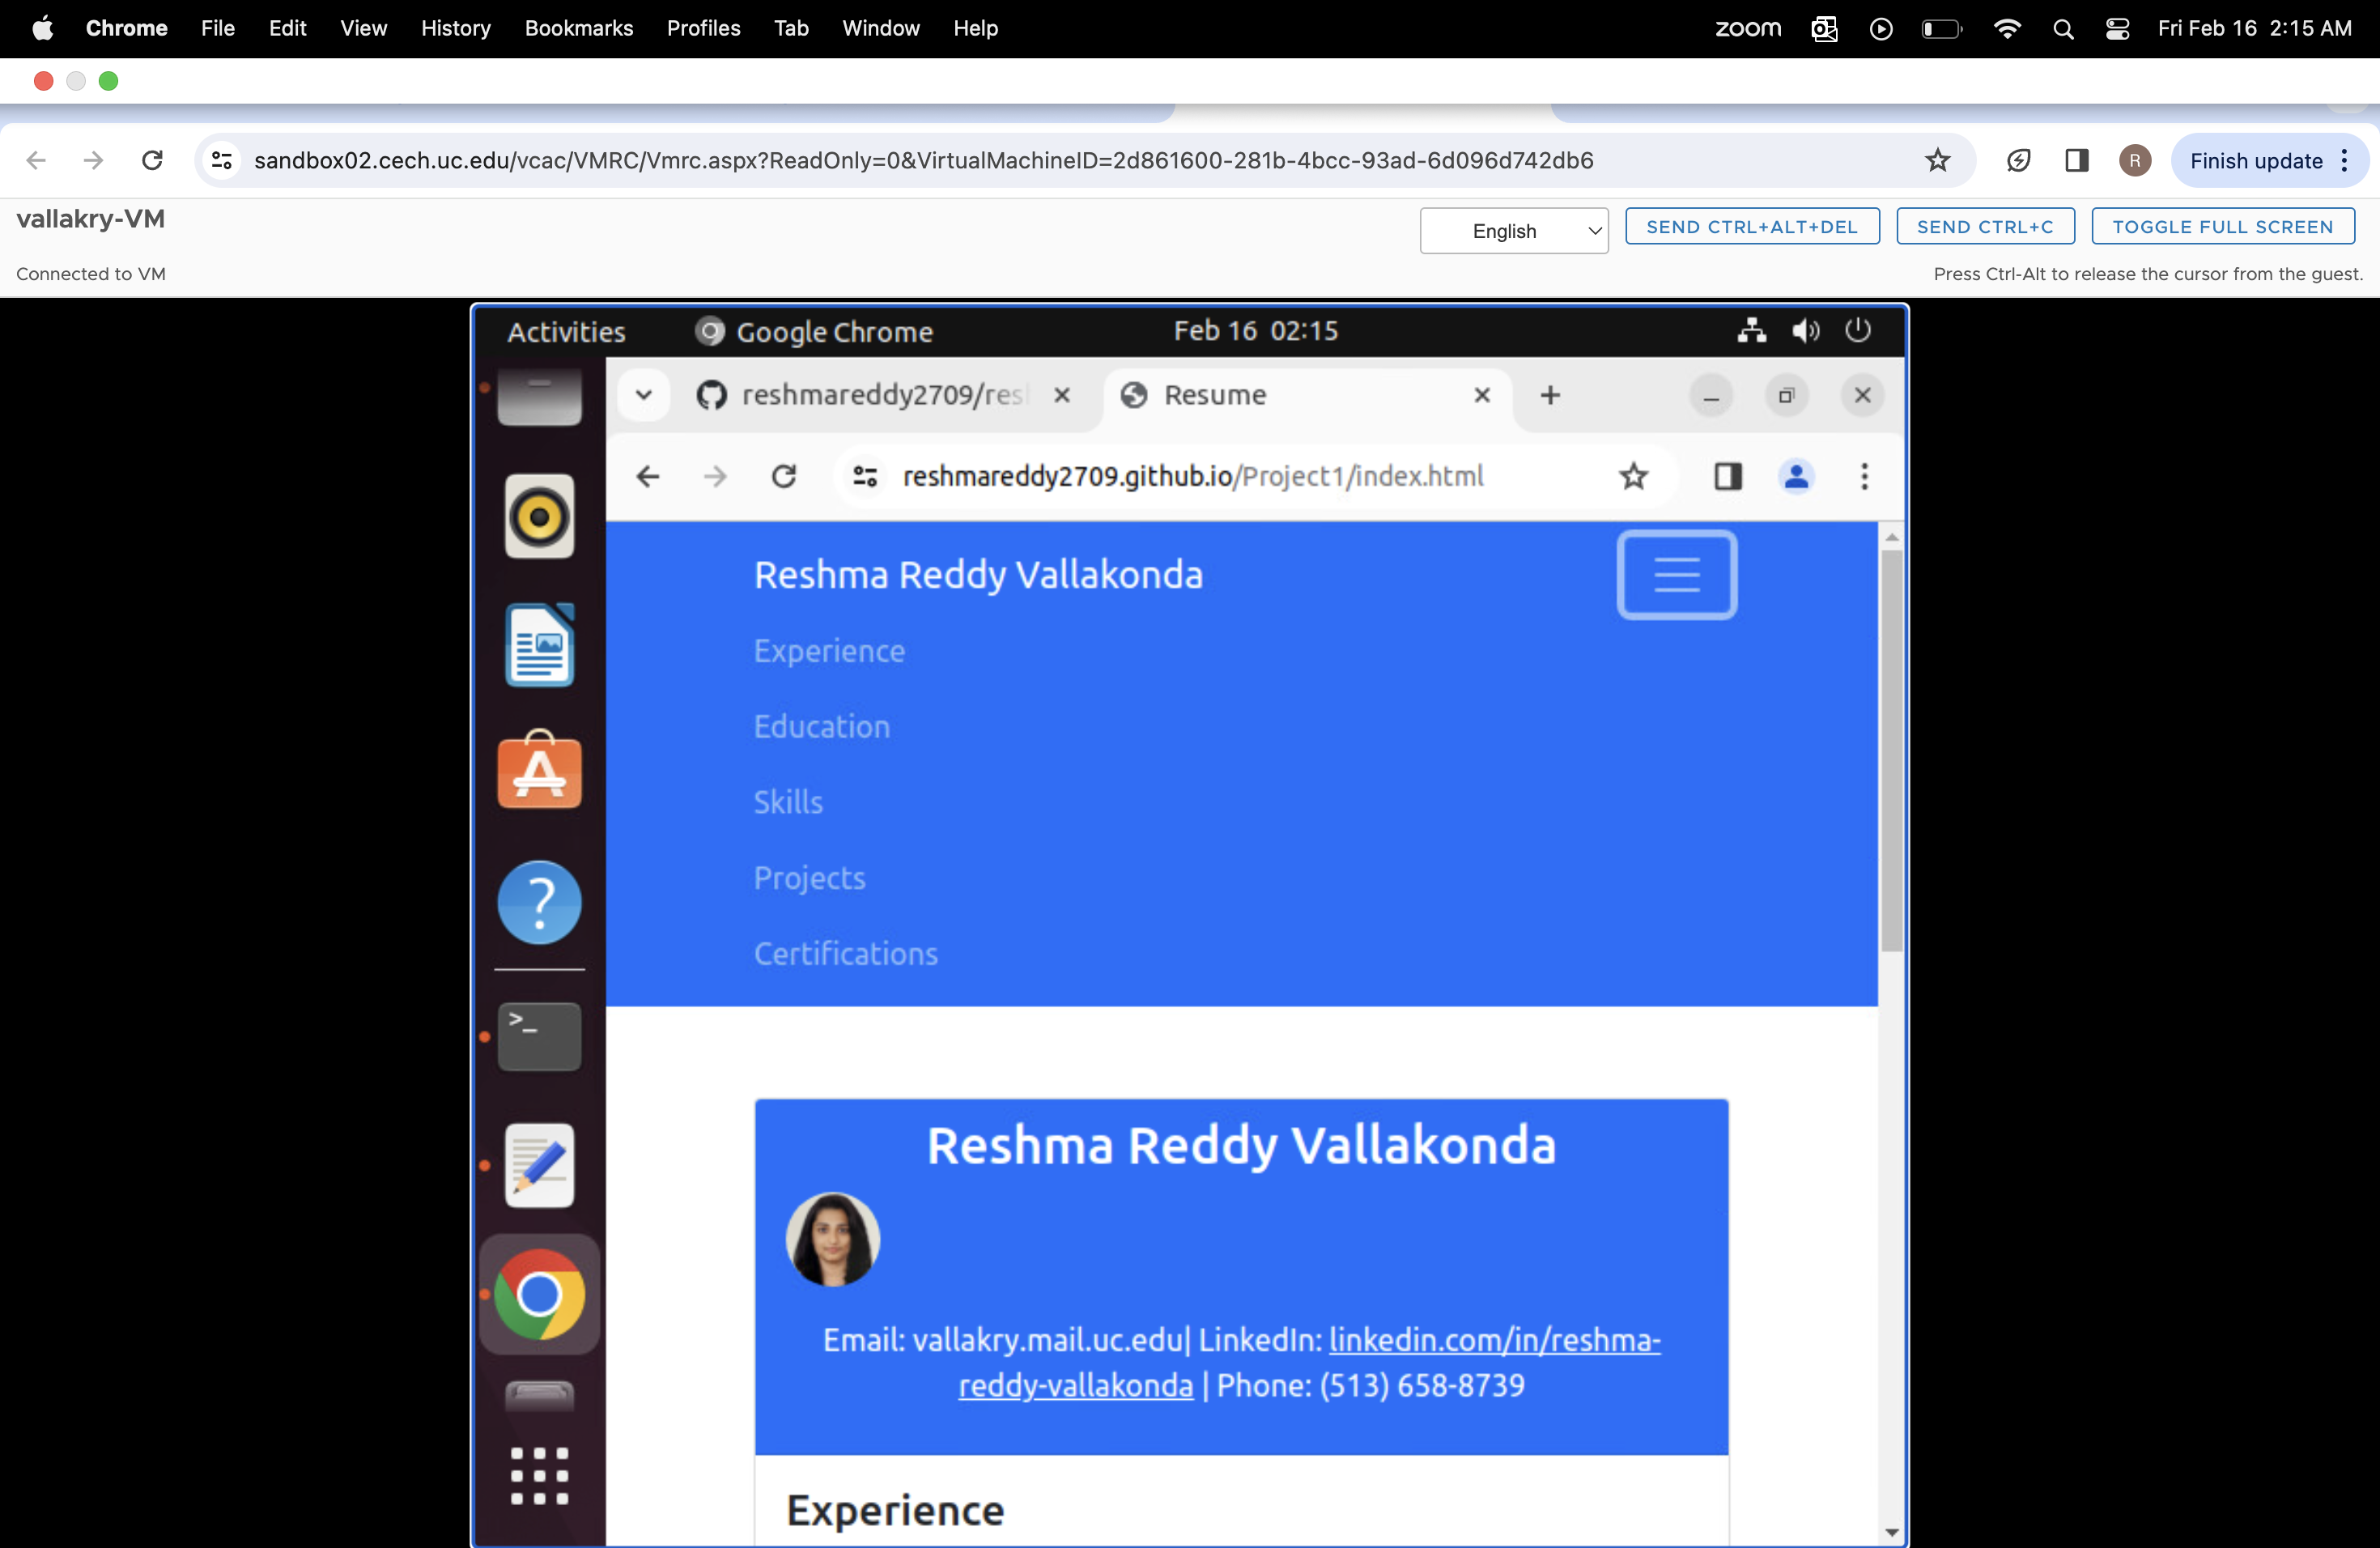 Chrome File Edit View History Bookmarks Profiles Tab Window Help zoom Fri Feb 16 2:15 AM
sandbox02.cech.uc.edu/vcac/VMRC/Vmrc.aspx?ReadOnly=0&VirtualMachineID=2d861600-281b-4bcc-93ad-6d096d742db6 R Finish update
vallakry-VM English SEND CTRL+ALT+DEL SEND CTRL+C TOGGLE FULL SCREEN
Connected to VM Press Ctrl-Alt to release the cursor from the guest.
Activities Google Chrome Feb 16 02:15
reshmareddy2709/res Resume
reshmareddy2709.github.io/Project1/index.html
Reshma Reddy Vallakonda
Experience
Education
Skills
Projects
Certifications
Reshma Reddy Vallakonda
Email: vallakry.mail.uc.edu| LinkedIn: linkedin.com/in/reshma-
reddy-vallakonda | Phone: (513) 658-8739
Experience